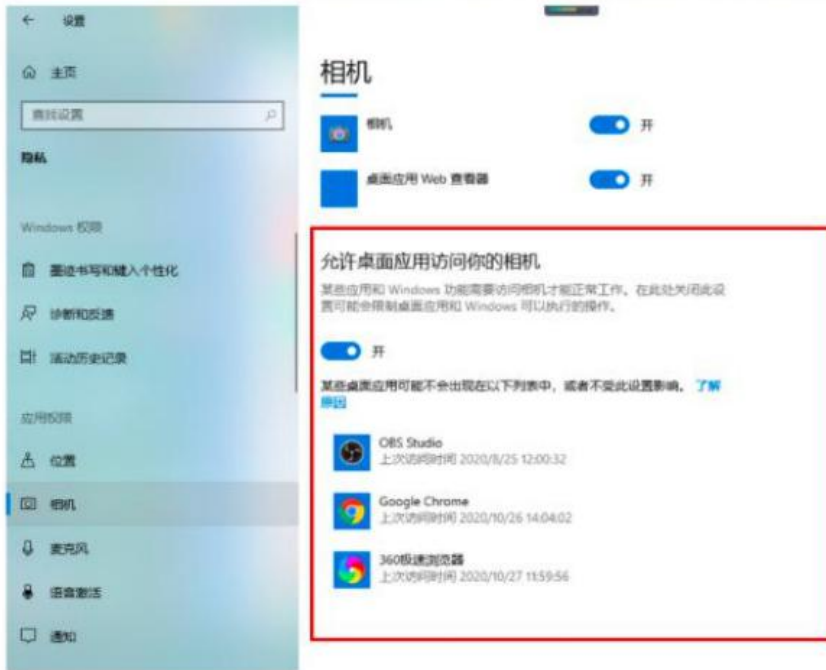 设置
主页
查找设置
隐私
Windows 权限
墨迹书写和键入个性化
诊断和反馈
活动历史记录
应用权限
位置
相机
麦克风
语音激活
通知
相机
相机
开
桌面应用 Web 查看器
开
允许桌面应用访问你的相机
某些应用和 Windows 功能需要访问相机才能正常工作。在此处关闭此设
置可能会限制桌面应用和 Windows 可以执行的操作。
开
某些桌面应用可能不会出现在以下列表中，或者不受此设置影响。 了解
原因
OBS Studio
上次访问时间 2020/8/25 12:00:32
Google Chrome
上次访问时间 2020/10/26 14:04:02
360极速浏览器
上次访问时间 2020/10/27 11:59:56